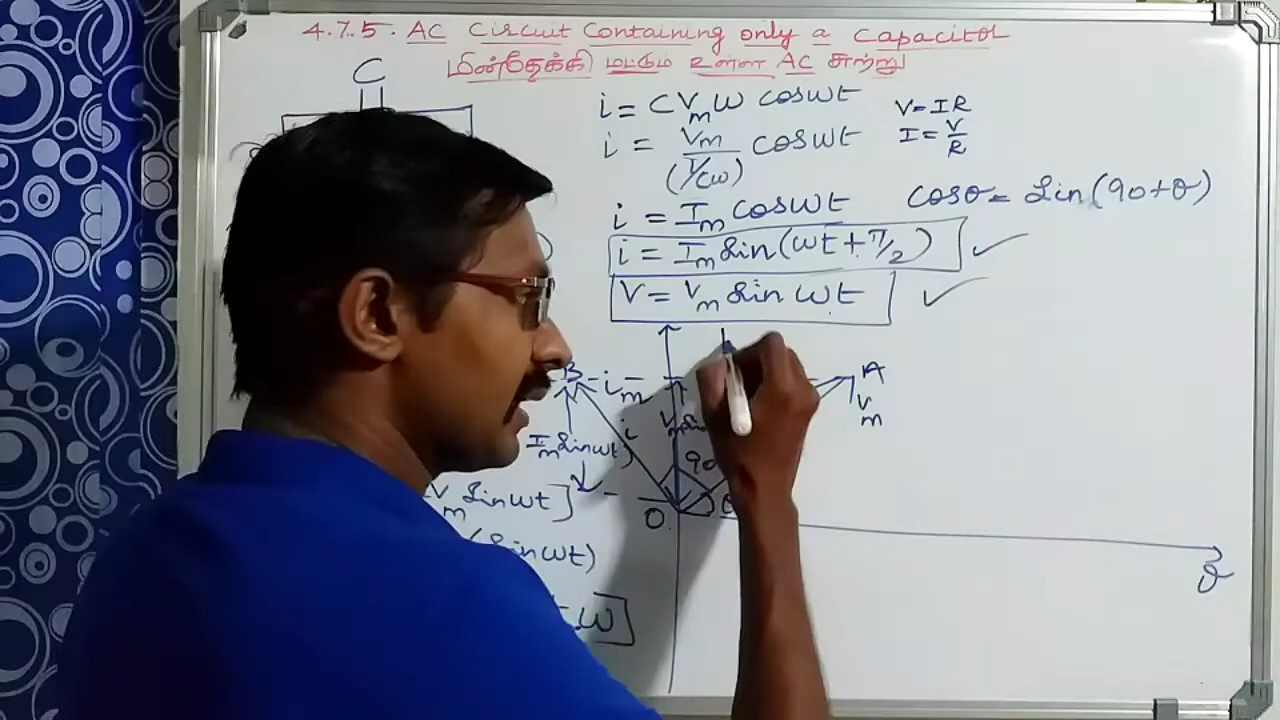 4.7.5. AC Circuit Containing only a Capacitor
மின்தேக்கி மட்டும் உள்ள AC சுற்று
C
i = CVₘω cosωt
V=IR
i = Vₘ/(1/Cω) cosωt
I = V/R
i = Iₘ cosωt
cosθ = Sin(90+θ)
i = Iₘ Sin(ωt+π/2)
V = Vₘ Sin ωt
B
iₘ
A
Vₘ
Iₘ Sinωt
i
90
Vₘ Sinωt]
O
Sinωt)
ω]